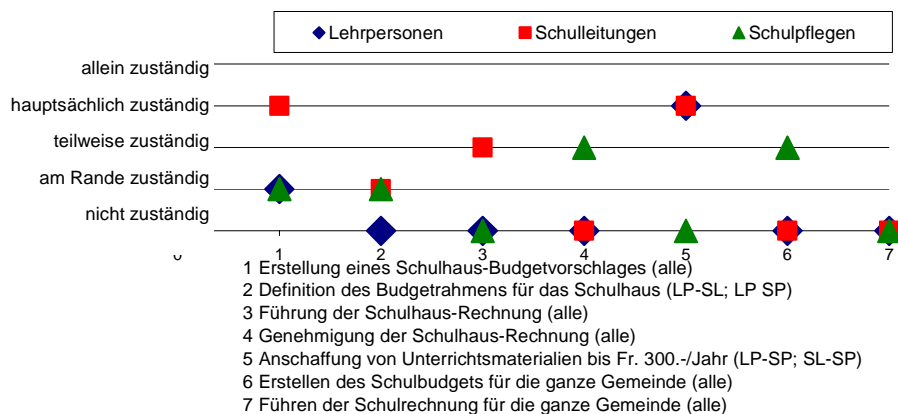 Lehrpersonen Schulleitungen Schulpflegen
allein zuständig
hauptsächlich zuständig
teilweise zuständig
am Rande zuständig
nicht zuständig
1 2 3 4 5 6 7
1 Erstellung eines Schulhaus-Budgetvorschlages (alle)
2 Definition des Budgetrahmens für das Schulhaus (LP-SL; LP SP)
3 Führung der Schulhaus-Rechnung (alle)
4 Genehmigung der Schulhaus-Rechnung (alle)
5 Anschaffung von Unterrichtsmaterialien bis Fr. 300.-/Jahr (LP-SP; SL-SP)
6 Erstellen des Schulbudgets für die ganze Gemeinde (alle)
7 Führen der Schulrechnung für die ganze Gemeinde (alle)